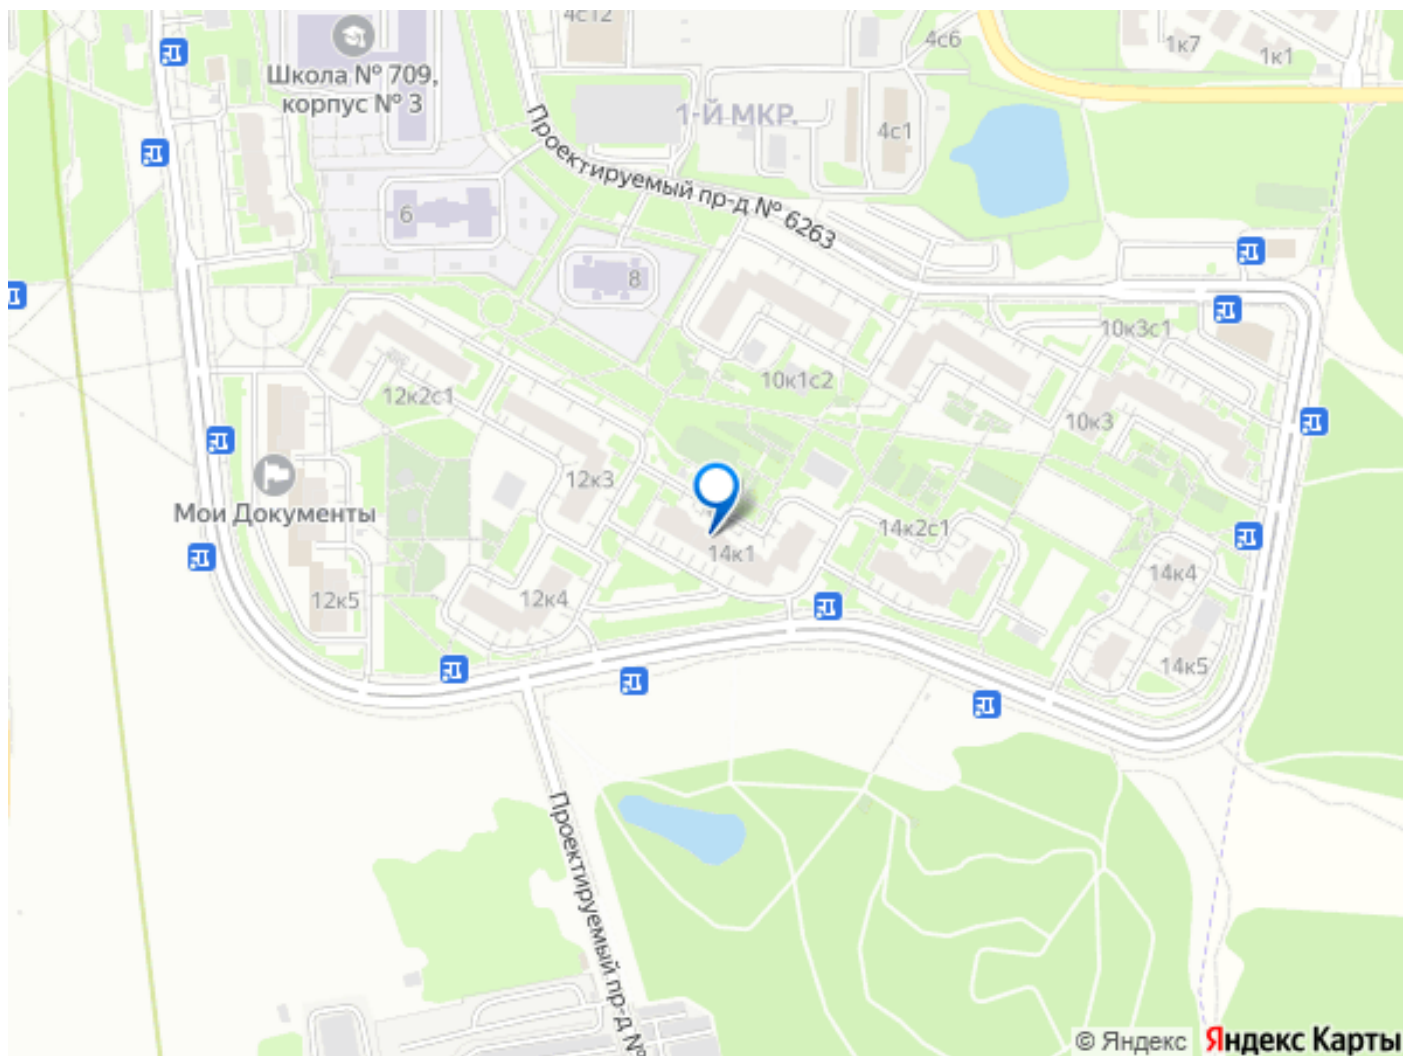 4с12
4с6
1к7
1к1
Школа № 709,
корпус № 3
1-Й МКР.
4с1
Проектируемый пр-д № 6263
6
8
10к3с1
10к1с2
12к2с1
10к3
12к3
Мои Документы
14к2с1
14к1
14к4
12к5
12к4
14к5
Проектируемый пр-д №
© Яндекс Яндекс Карты